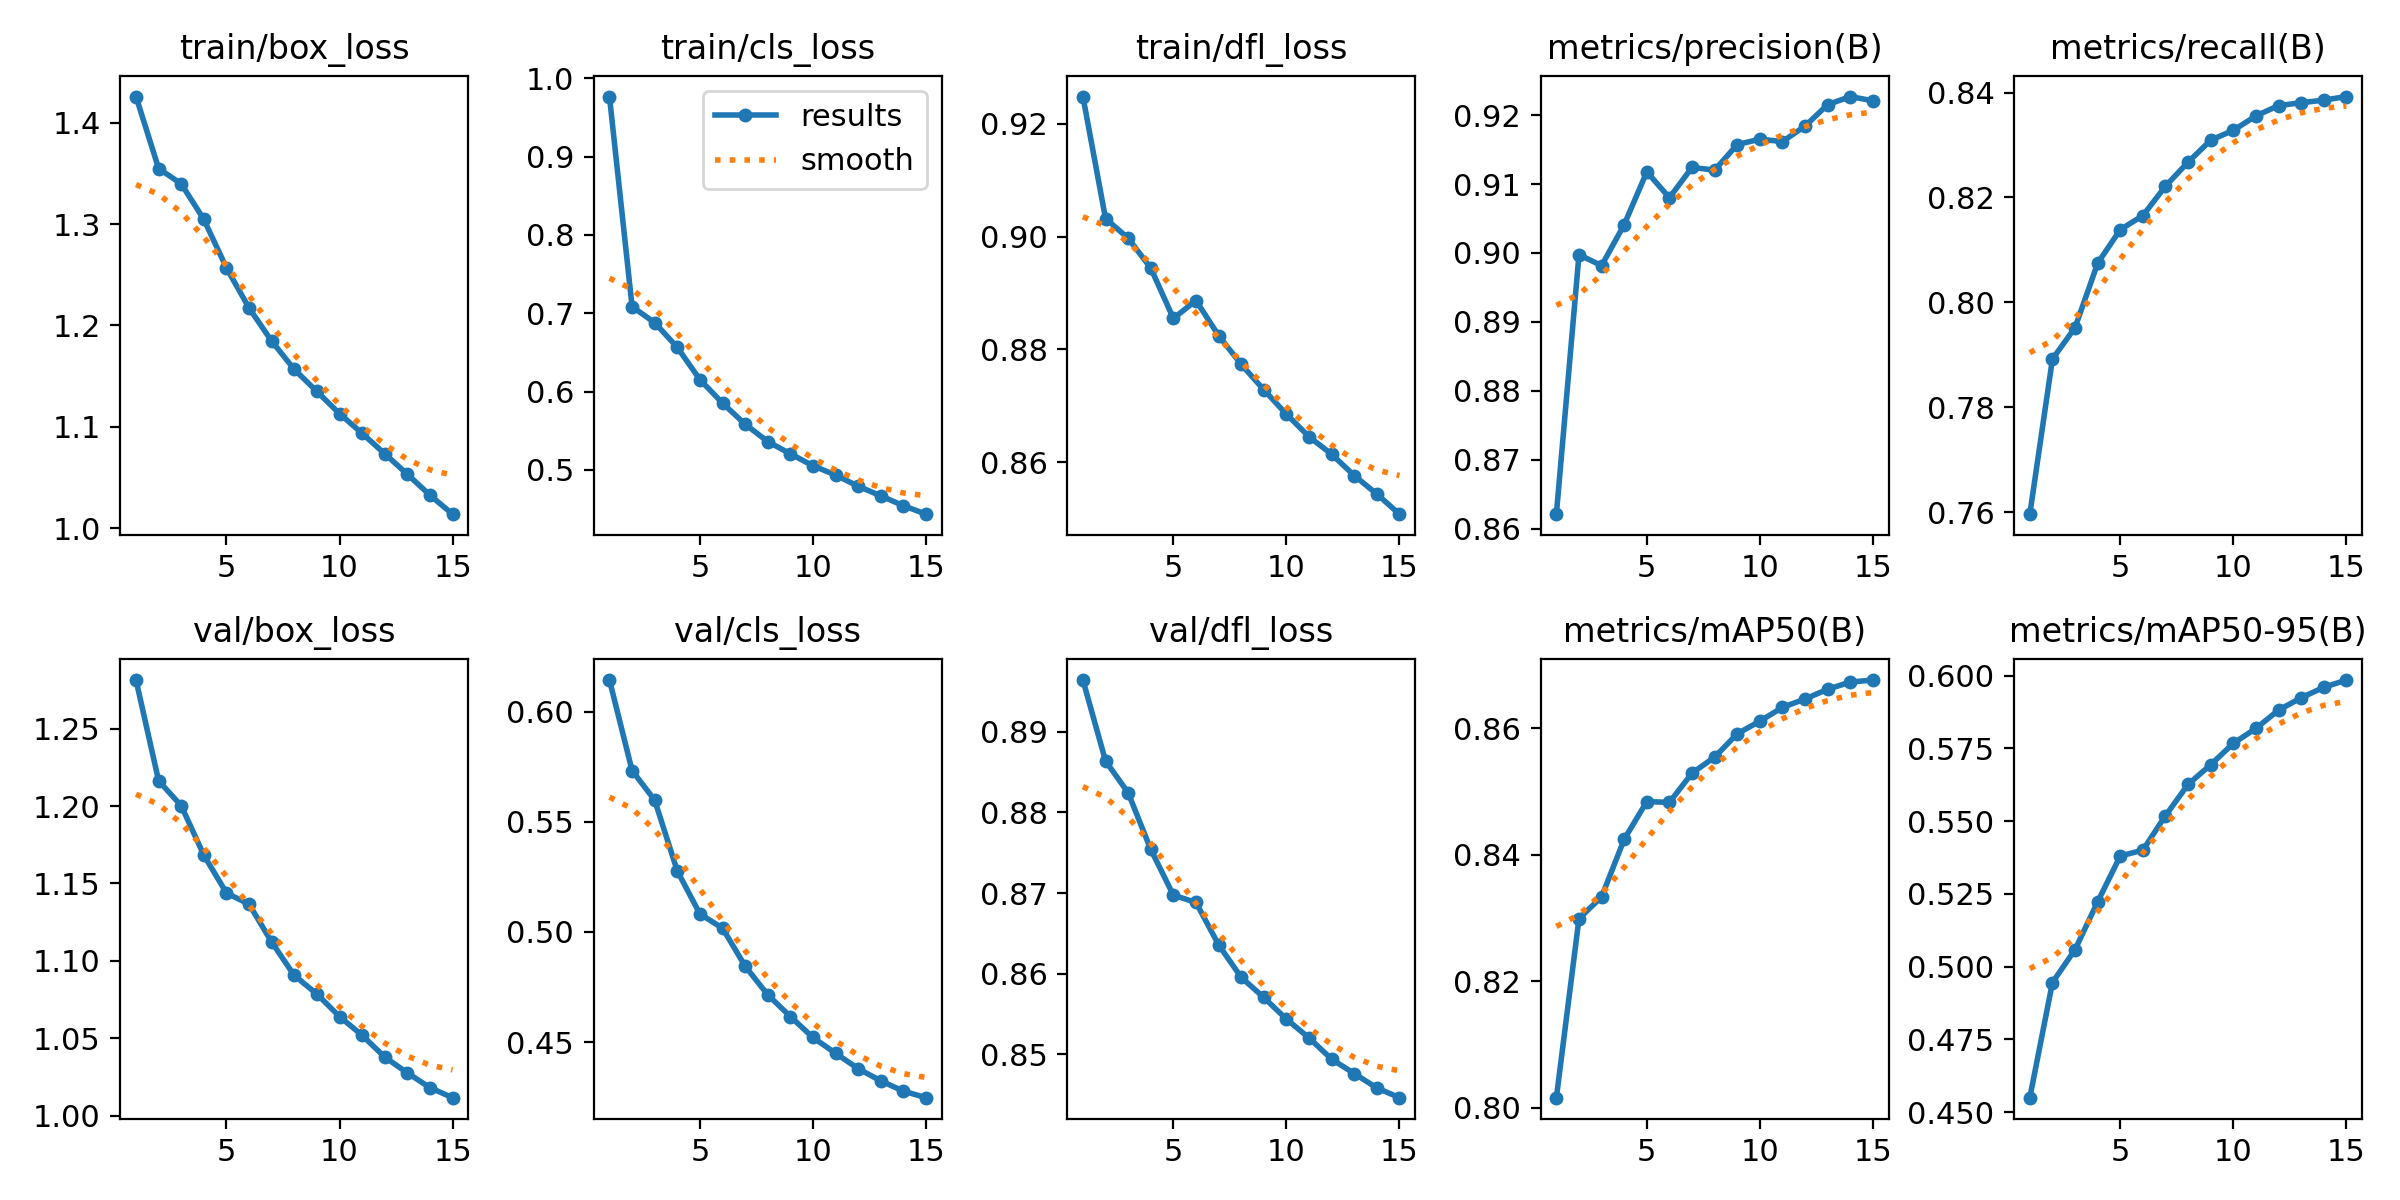 train/box_loss
train/cls_loss
train/dfl_loss
metrics/precision(B)
metrics/recall(B)
1.4
1.3
1.2
1.1
1.0
5 10 15
1.0
0.9
0.8
0.7
0.6
0.5
results
smooth
5 10 15
0.92
0.90
0.88
0.86
5 10 15
0.92
0.91
0.90
0.89
0.88
0.87
0.86
5 10 15
0.84
0.82
0.80
0.78
0.76
5 10 15
val/box_loss
val/cls_loss
val/dfl_loss
metrics/mAP50(B)
metrics/mAP50-95(B)
1.25
1.20
1.15
1.10
1.05
1.00
5 10 15
0.60
0.55
0.50
0.45
5 10 15
0.89
0.88
0.87
0.86
0.85
5 10 15
0.86
0.84
0.82
0.80
5 10 15
0.600
0.575
0.550
0.525
0.500
0.475
0.450
5 10 15